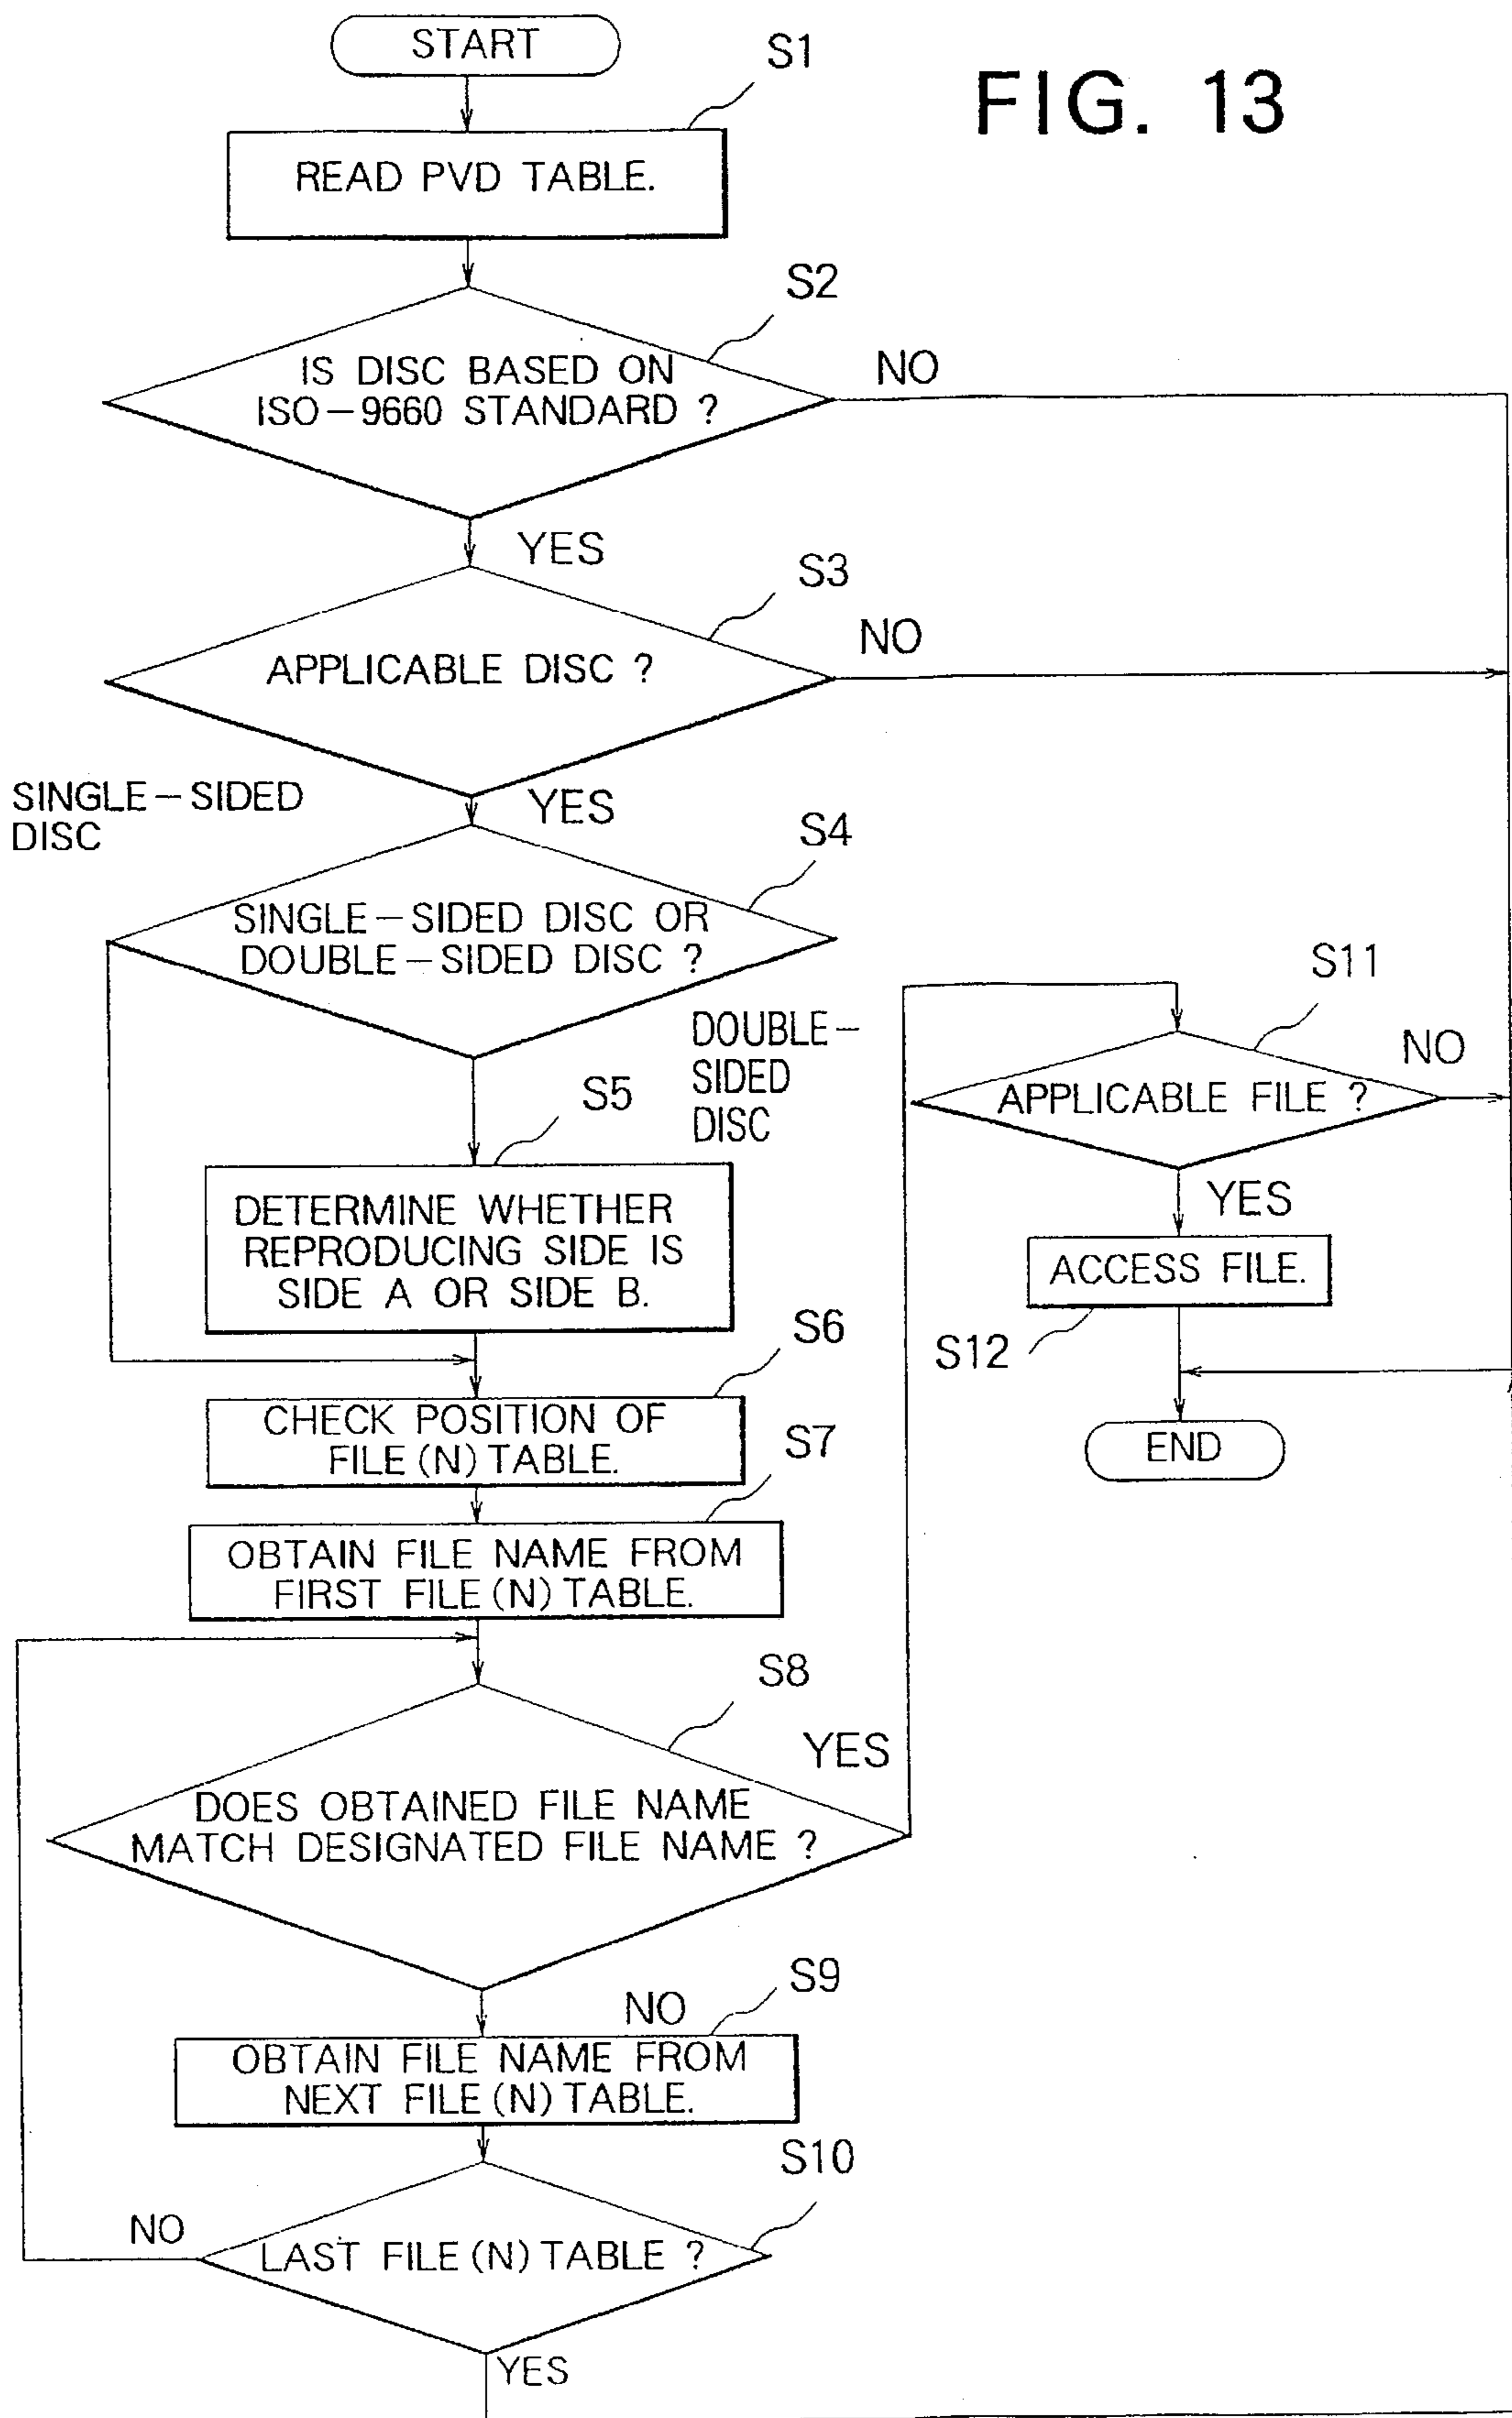 FIG. 13
START
S1
READ PVD TABLE.
S2
IS DISC BASED ON
ISO-9660 STANDARD ?
NO
YES
S3
APPLICABLE DISC ?
NO
YES
SINGLE-SIDED
DISC
S4
SINGLE-SIDED DISC OR
DOUBLE-SIDED DISC ?
DOUBLE-
SIDED
DISC
S5
DETERMINE WHETHER
REPRODUCING SIDE IS
SIDE A OR SIDE B.
S6
CHECK POSITION OF
FILE (N) TABLE.
S7
OBTAIN FILE NAME FROM
FIRST FILE (N) TABLE.
S8
DOES OBTAINED FILE NAME
MATCH DESIGNATED FILE NAME ?
YES
NO
S9
OBTAIN FILE NAME FROM
NEXT FILE (N) TABLE.
S10
LAST FILE (N) TABLE ?
NO
YES
S11
APPLICABLE FILE ?
NO
YES
ACCESS FILE.
S12
END